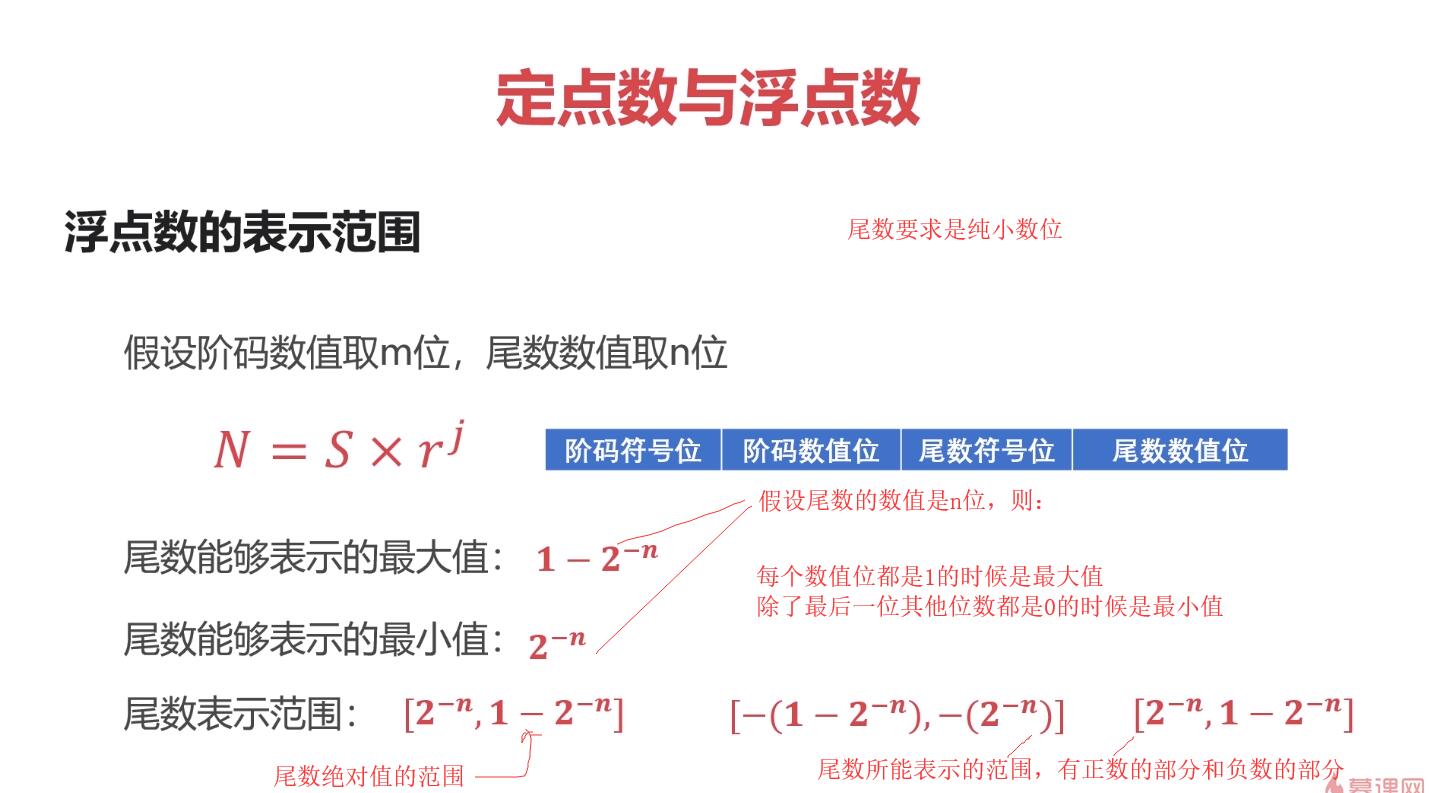 定点数与浮点数
浮点数的表示范围
尾数要求是纯小数位
假设阶码数值取m位，尾数数值取n位
N = S × r^j
阶码符号位 阶码数值位 尾数符号位 尾数数值位
假设尾数的数值是n位，则：
尾数能够表示的最大值： 1 − 2^−n
每个数值位都是1的时候是最大值
除了最后一位其他位数都是0的时候是最小值
尾数能够表示的最小值： 2^−n
尾数表示范围： [2^−n, 1 − 2^−n] [−(1 − 2^−n), −(2^−n)] [2^−n, 1 − 2^−n]
尾数绝对值的范围
尾数所能表示的范围，有正数的部分和负数的部分
慕课网